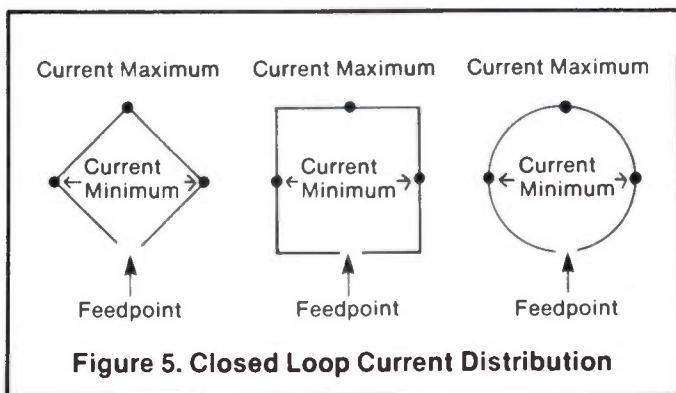 Current Maximum Current Maximum Current Maximum
Current Minimum Current Minimum Current Minimum
Feedpoint Feedpoint Feedpoint
Figure 5. Closed Loop Current Distribution